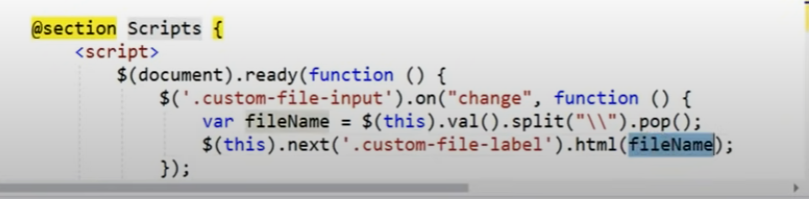 @section Scripts {
<script>
$(document).ready(function () {
$('.custom-file-input').on("change", function () {
var fileName = $(this).val().split("\\").pop();
$(this).next('.custom-file-label').html(fileName);
});